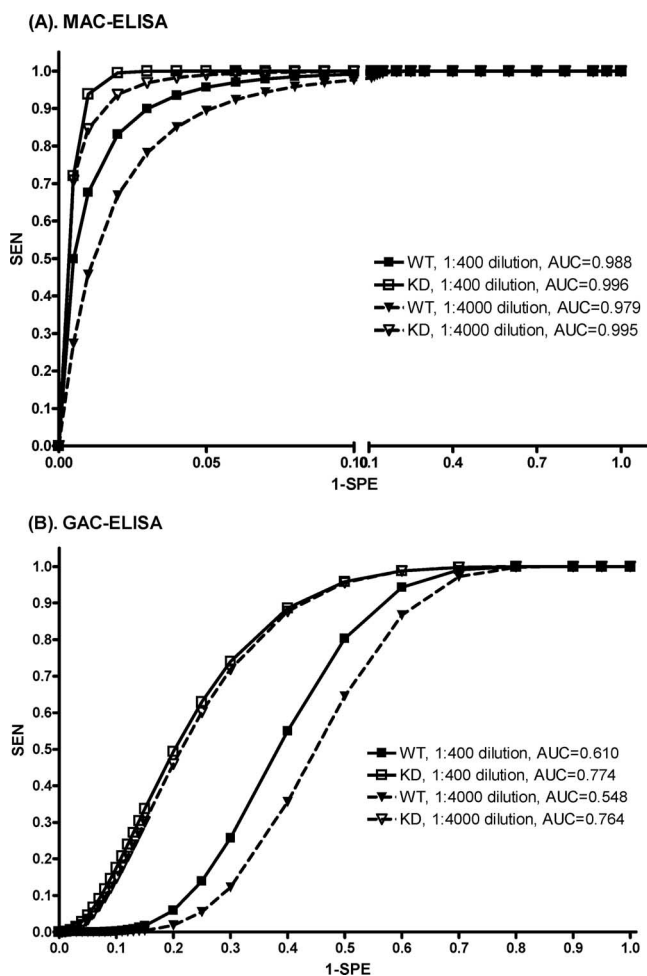 (A). MAC-ELISA
1.0
0.9
0.8
0.7
0.6
0.5
0.4
0.3
0.2
0.1
0.0
SEN
WT, 1:400 dilution, AUC=0.988
KD, 1:400 dilution, AUC=0.996
WT, 1:4000 dilution, AUC=0.979
KD, 1:4000 dilution, AUC=0.995
0.00 0.05 0.10 0.1 0.4 0.7 1.0
1-SPE
(B). GAC-ELISA
1.0
0.9
0.8
0.7
0.6
0.5
0.4
0.3
0.2
0.1
0.0
SEN
WT, 1:400 dilution, AUC=0.610
KD, 1:400 dilution, AUC=0.774
WT, 1:4000 dilution, AUC=0.548
KD, 1:4000 dilution, AUC=0.764
0.0 0.1 0.2 0.3 0.4 0.5 0.6 0.7 0.8 0.9 1.0
1-SPE